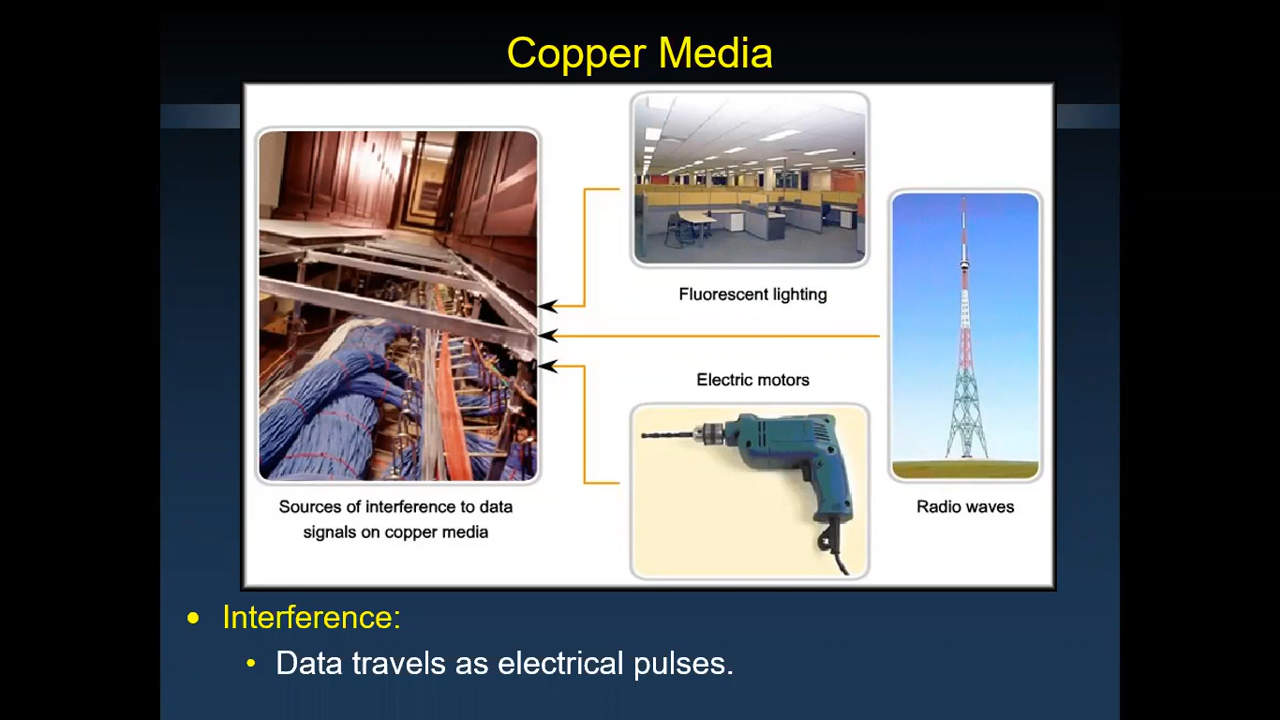 Copper Media
Fluorescent lighting
Electric motors
Sources of interference to data
signals on copper media
Radio waves
• Interference:
• Data travels as electrical pulses.